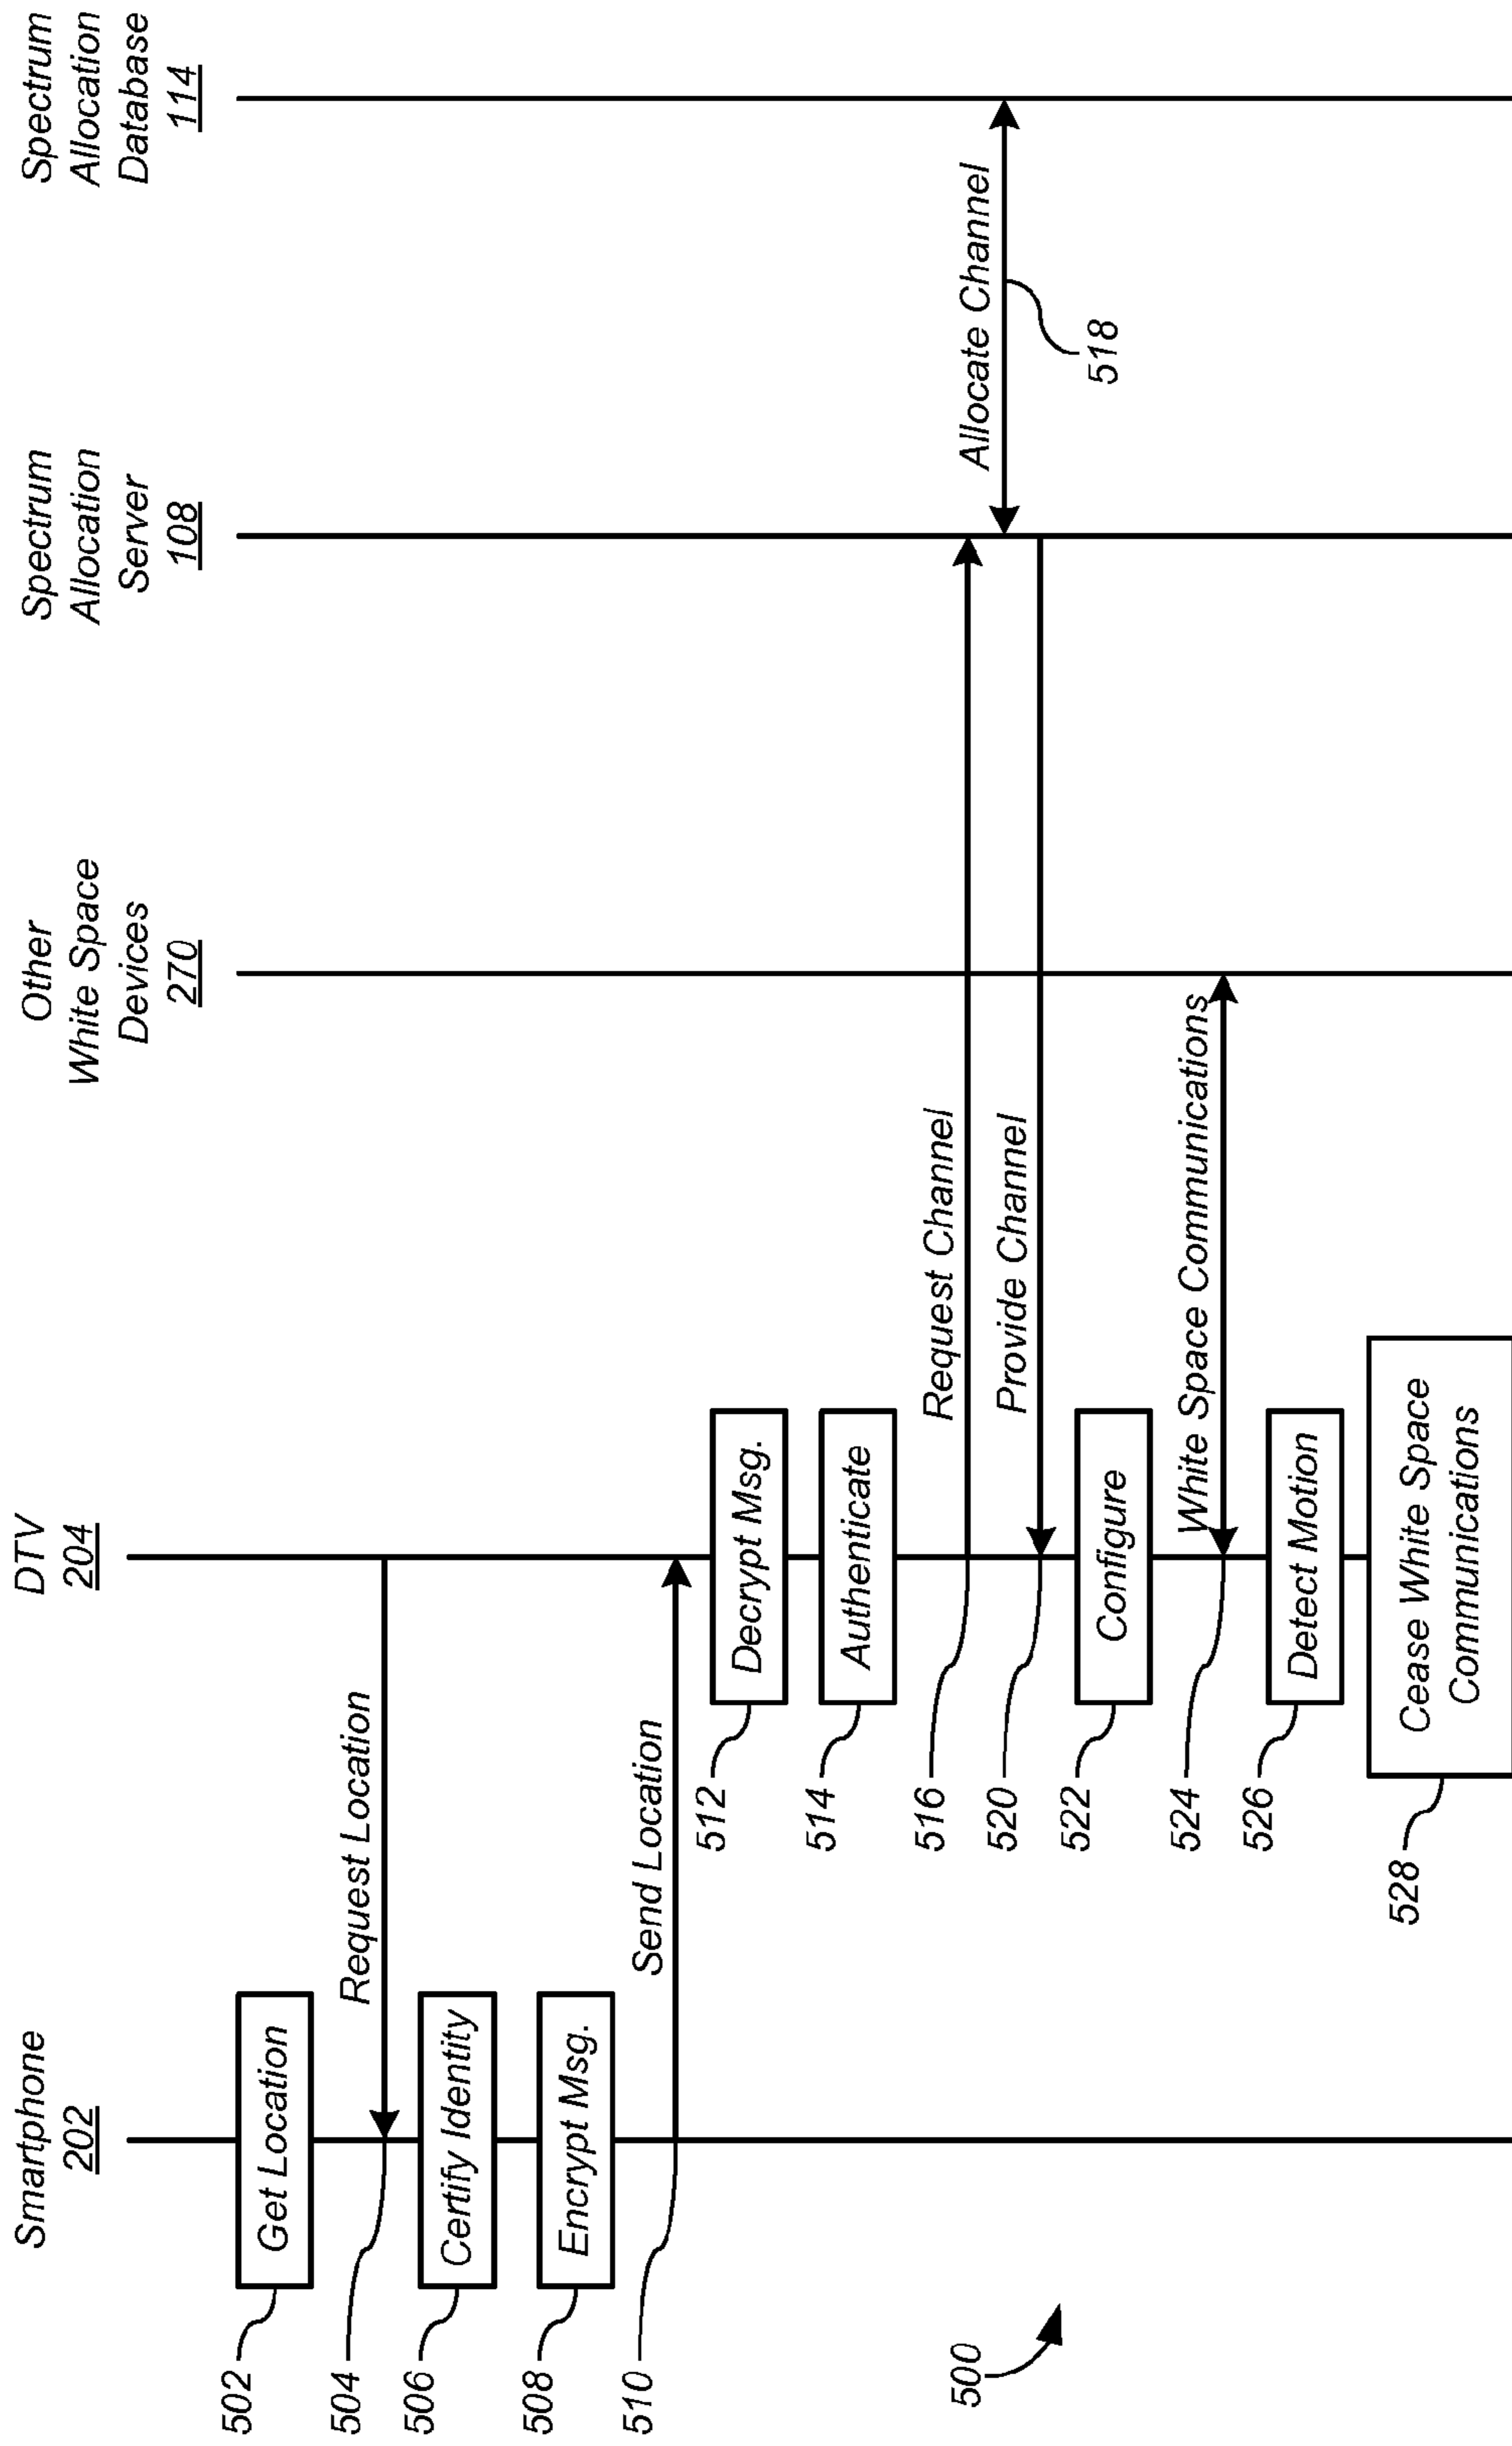 Smartphone
202
DTV
204
Other
White Space
Devices
270
Spectrum
Allocation
Server
108
Spectrum
Allocation
Database
114
502
Get Location
504
Request Location
506
Certify Identity
508
Encrypt Msg.
510
Send Location
512
Decrypt Msg.
514
Authenticate
516
Request Channel
Allocate Channel
518
520
Provide Channel
522
Configure
524
White Space Communications
526
Detect Motion
528
Cease White Space
Communications
500